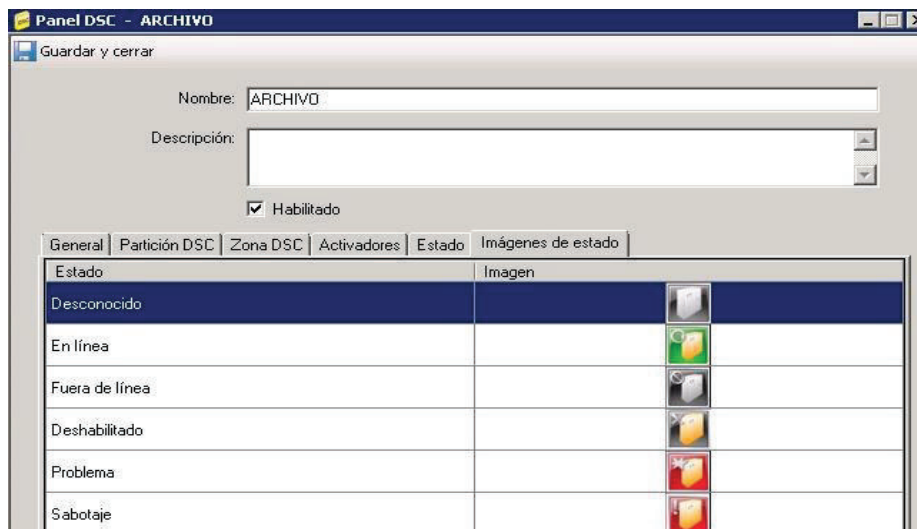 Panel DSC - ARCHIVO
Guardar y cerrar
Nombre: ARCHIVO
Descripción:
Habilitado
General Partición DSC Zona DSC Activadores Estado Imágenes de estado
Estado Imagen
Desconocido
En línea
Fuera de línea
Deshabilitado
Problema
Sabotaje